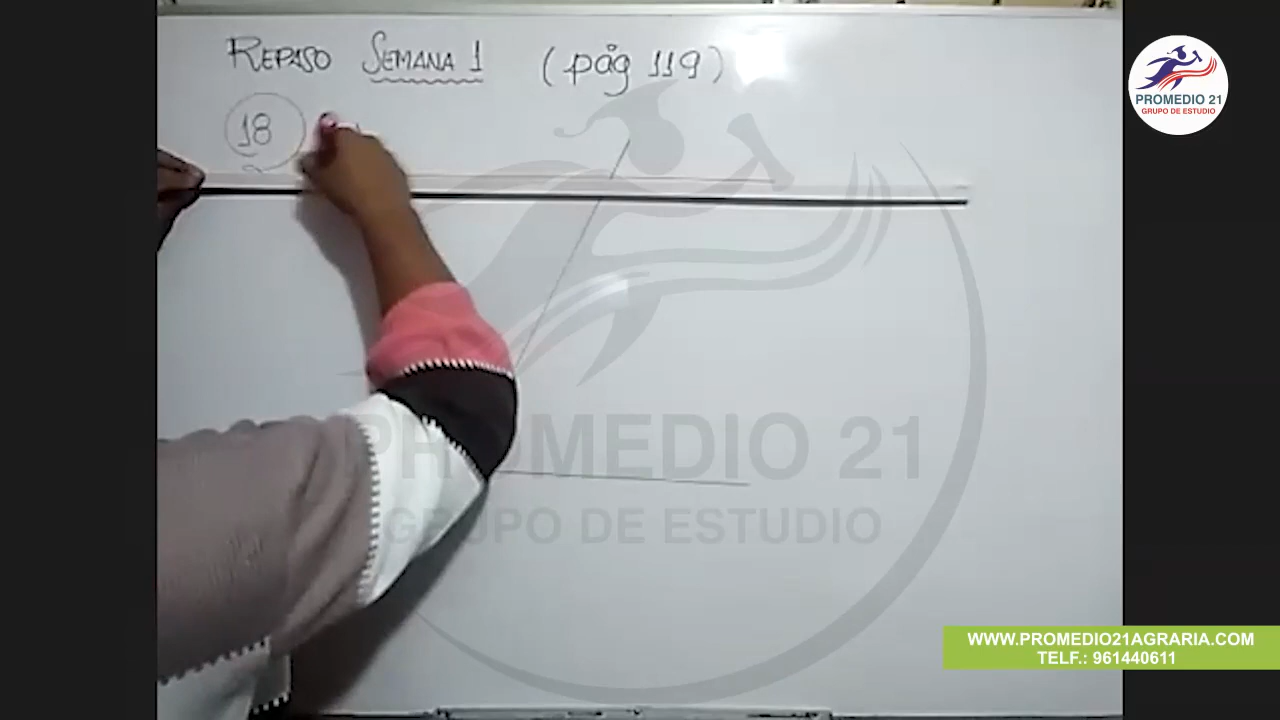 REPASO SEMANA 1 (pág 119)
18
PROMEDIO 21
GRUPO DE ESTUDIO
PROMEDIO 21
GRUPO DE ESTUDIO
WWW.PROMEDIO21AGRARIA.COM
TELF.: 961440611